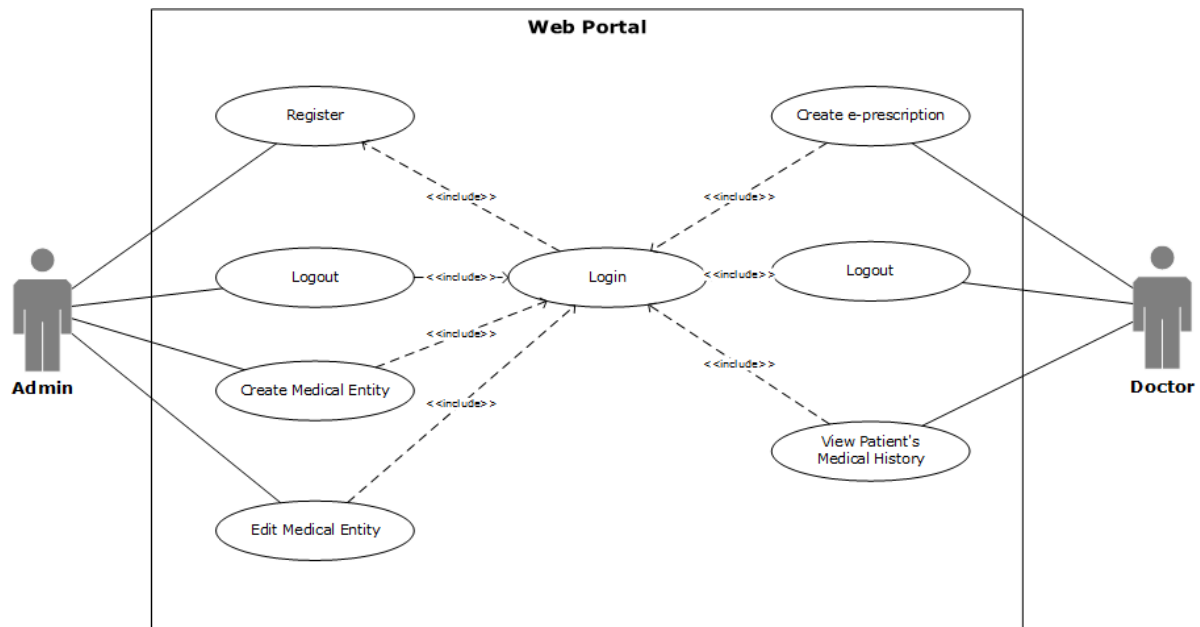 Web Portal
Register
Create e-prescription
<<include>>
<<include>>
Logout
<<include>>
Login
<<include>>
Logout
<<include>>
<<include>>
Admin
Doctor
Create Medical Entity
<<include>>
View Patient's
Medical History
Edit Medical Entity